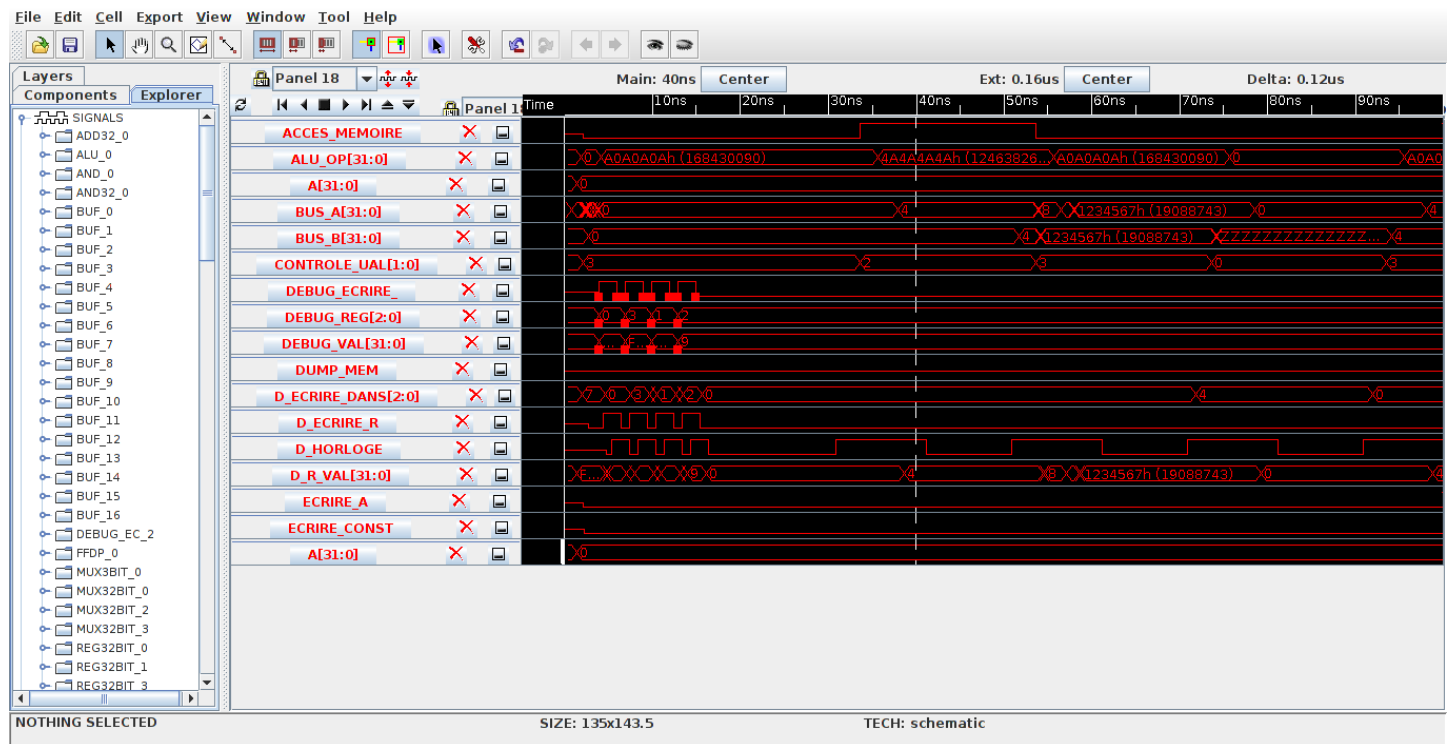 File Edit Cell Export View Window Tool Help
Layers
Components Explorer
SIGNALS
ADD32_0
ALU_0
AND_0
AND32_0
BUF_0
BUF_1
BUF_2
BUF_3
BUF_4
BUF_5
BUF_6
BUF_7
BUF_8
BUF_9
BUF_10
BUF_11
BUF_12
BUF_13
BUF_14
BUF_15
BUF_16
DEBUG_EC_2
FFDP_0
MUX3BIT_0
MUX32BIT_0
MUX32BIT_2
MUX32BIT_3
REG32BIT_0
REG32BIT_1
REG32BIT_3
Panel 18 Main: 40ns Center Ext: 0.16us Center Delta: 0.12us
Panel 1 Time 10ns 20ns 30ns 40ns 50ns 60ns 70ns 80ns 90ns
ACCES_MEMOIRE
ALU_OP[31:0] 0 A0A0A0Ah (168430090) 4A4A4A4Ah (12463826... A0A0A0Ah (168430090) 0 A0A0
A[31:0] 0
BUS_A[31:0] 0 4 8 1234567h (19088743) 0 4
BUS_B[31:0] 0 4 1234567h (19088743) ZZZZZZZZZZZZZZ... 4
CONTROLE_UAL[1:0] 3 2 3 0 3
DEBUG_ECRIRE_
DEBUG_REG[2:0] 0 3 1 2
DEBUG_VAL[31:0] ... F... ... 9
DUMP_MEM
D_ECRIRE_DANS[2:0] 7 0 3 1 2 0 4 0
D_ECRIRE_R
D_HORLOGE
D_R_VAL[31:0] F... 9 0 4 8 1234567h (19088743) 0 4
ECRIRE_A
ECRIRE_CONST
A[31:0] 0
NOTHING SELECTED SIZE: 135x143.5 TECH: schematic